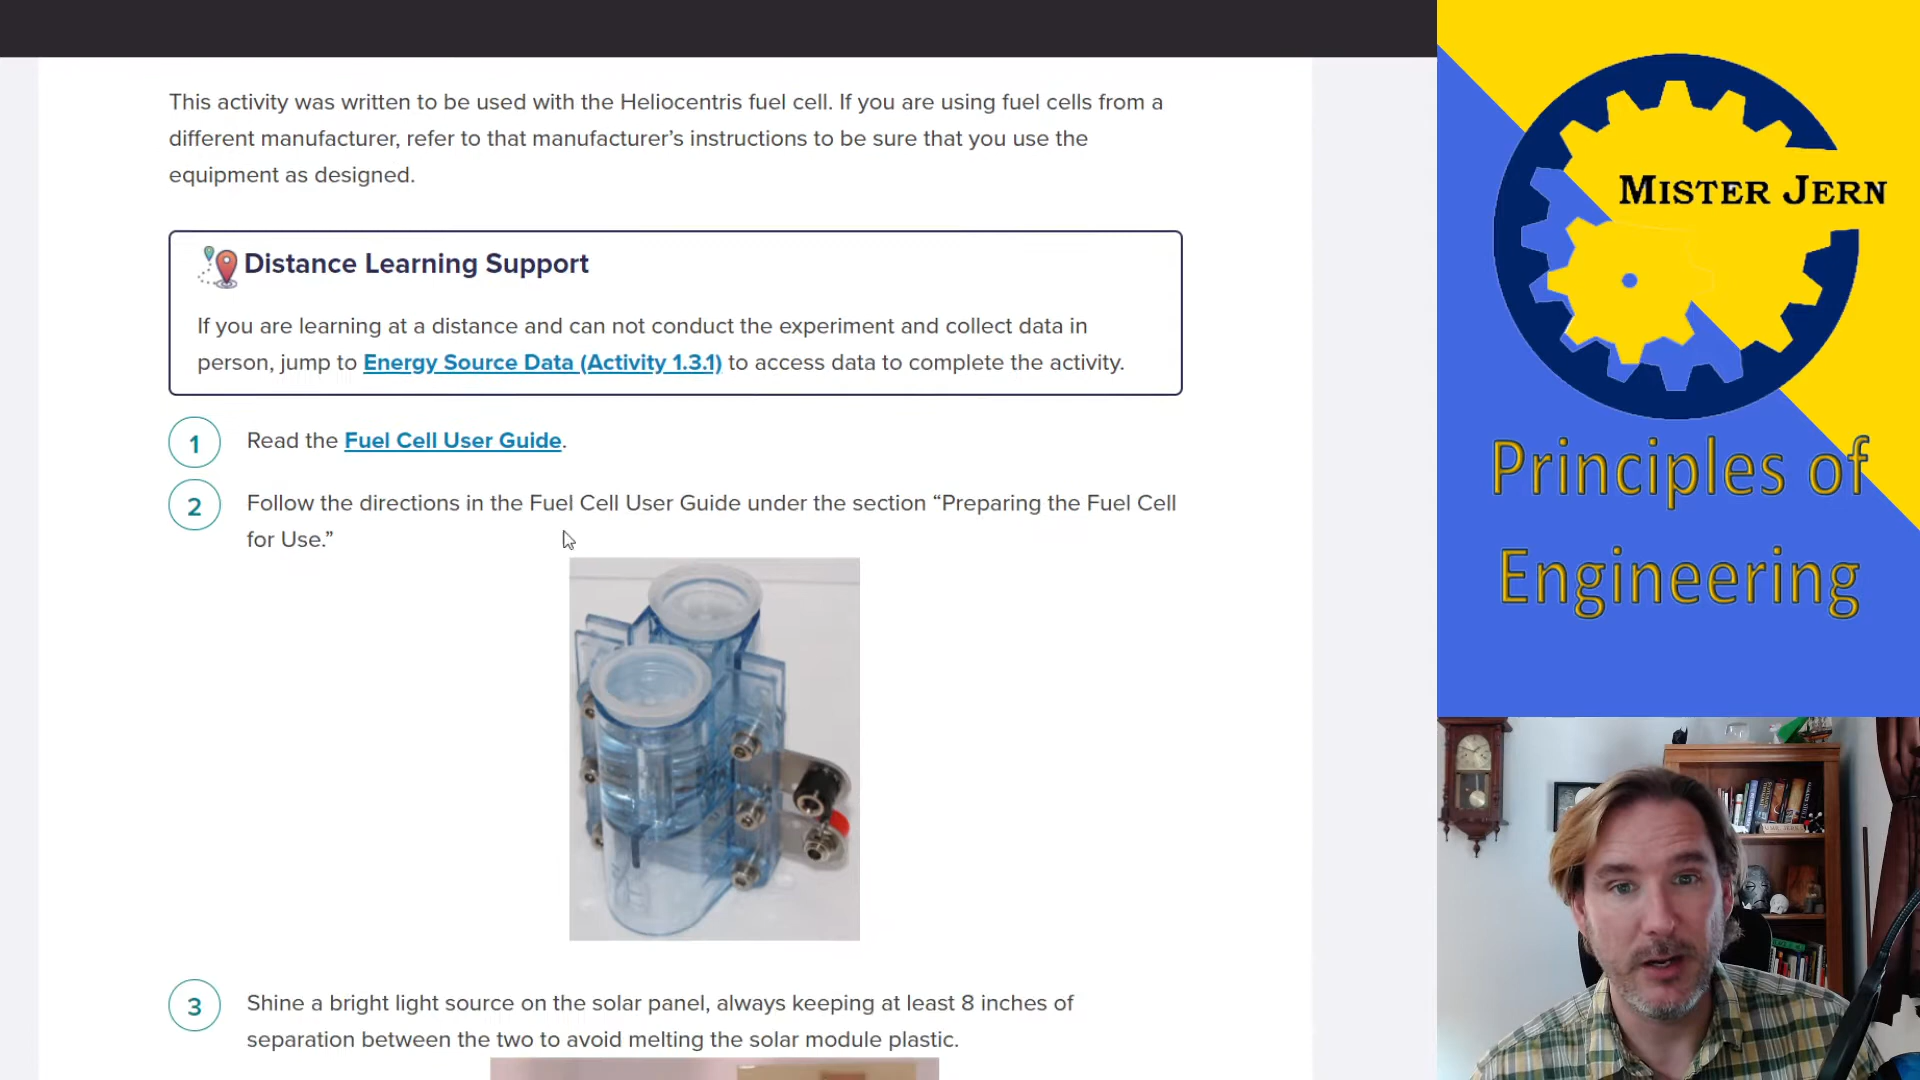 This activity was written to be used with the Heliocentris fuel cell. If you are using fuel cells from a
different manufacturer, refer to that manufacturer’s instructions to be sure that you use the
equipment as designed.
Distance Learning Support
If you are learning at a distance and can not conduct the experiment and collect data in
person, jump to Energy Source Data (Activity 1.3.1) to access data to complete the activity.
1 Read the Fuel Cell User Guide.
2 Follow the directions in the Fuel Cell User Guide under the section “Preparing the Fuel Cell
for Use.”
3 Shine a bright light source on the solar panel, always keeping at least 8 inches of
separation between the two to avoid melting the solar module plastic.
MISTER JERN
Principles of
Engineering